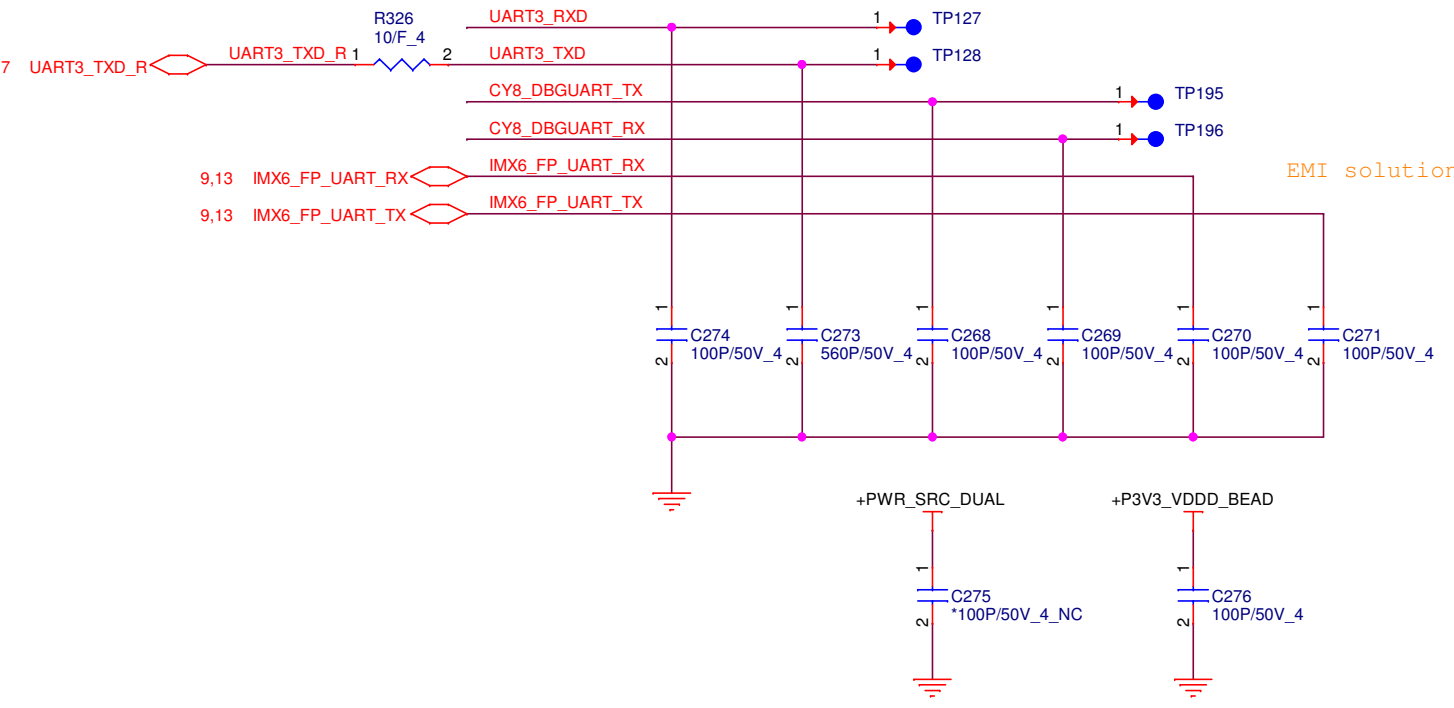 R326
10/F_4
UART3_RXD
1
TP127
7 UART3_TXD_R
UART3_TXD_R
1
2
UART3_TXD
1
TP128
CY8_DBGUART_TX
1
TP195
CY8_DBGUART_RX
1
TP196
9,13 IMX6_FP_UART_RX
IMX6_FP_UART_RX
EMI solution
9,13 IMX6_FP_UART_TX
IMX6_FP_UART_TX
1
C274
100P/50V_4
2
1
C273
560P/50V_4
2
1
C268
100P/50V_4
2
1
C269
100P/50V_4
2
1
C270
100P/50V_4
2
1
C271
100P/50V_4
2
+PWR_SRC_DUAL
1
C275
*100P/50V_4_NC
2
+P3V3_VDDD_BEAD
1
C276
100P/50V_4
2